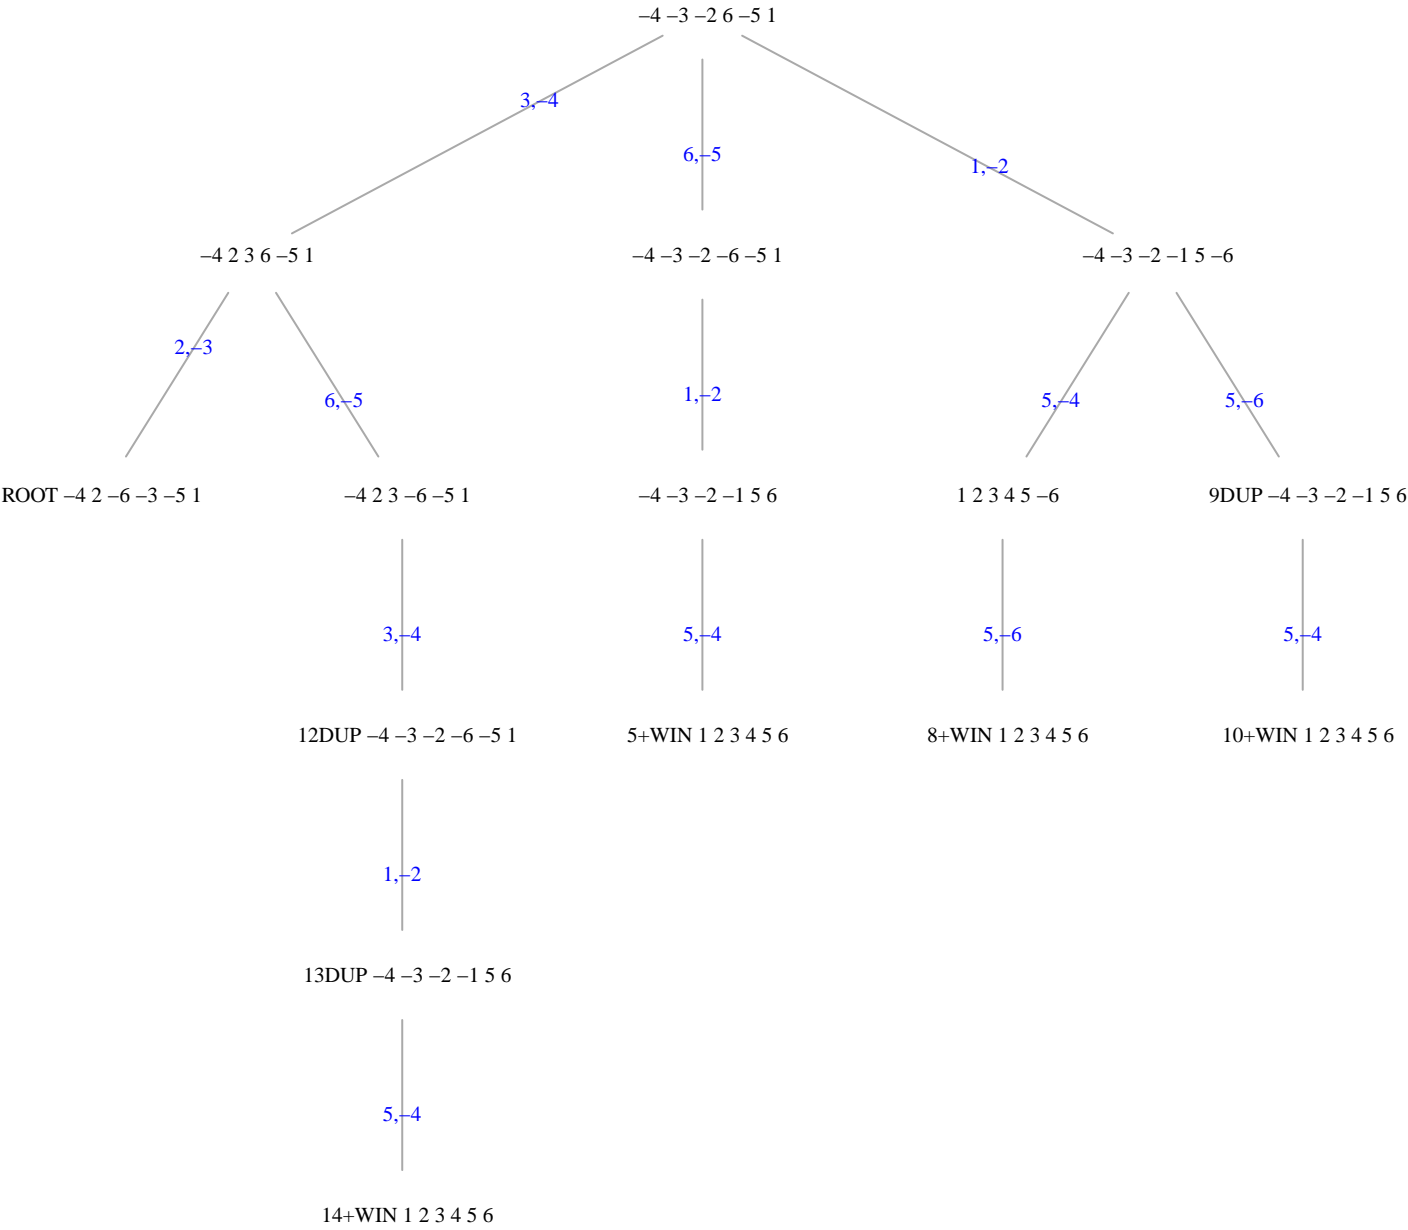 −4 −3 −2 6 −5 1
3,−4
6,−5
1,−2
−4 2 3 6 −5 1
−4 −3 −2 −6 −5 1
−4 −3 −2 −1 5 −6
2,−3
6,−5
1,−2
5,−4
5,−6
ROOT −4 2 −6 −3 −5 1
−4 2 3 −6 −5 1
−4 −3 −2 −1 5 6
1 2 3 4 5 −6
9DUP −4 −3 −2 −1 5 6
3,−4
5,−4
5,−6
5,−4
12DUP −4 −3 −2 −6 −5 1
5+WIN 1 2 3 4 5 6
8+WIN 1 2 3 4 5 6
10+WIN 1 2 3 4 5 6
1,−2
13DUP −4 −3 −2 −1 5 6
5,−4
14+WIN 1 2 3 4 5 6